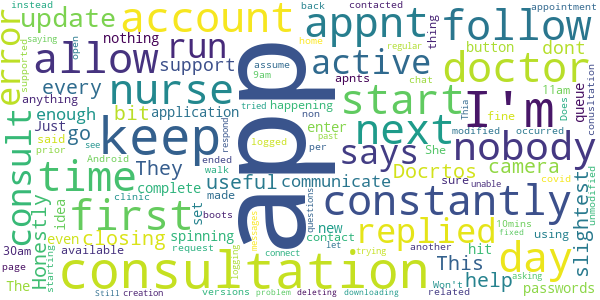 back contacted appointment
instead update account appnt follow
supported error nothing thing saying open
allow run support active button dont
home regular assume 9am chat doctor
every nurse bit application apnts happening
anything enough tried start I'm queue 11am Does
Just go keep app enter next fine conusltation
said prior They non says nobody modified occurred Thia
consult time Android see ended respond logged past per She camera
complete useful communicate Docrtos sure unable covid
Honestly idea clinic walk made boots set questions constantly slightest unmodified
first new contact messages let another using
even closing spinning replied This hit day
30am available request connect trying 10mins fixed
page The starting consultation logging help asking passwords
Still creation versions problem deleting downloading Won't related